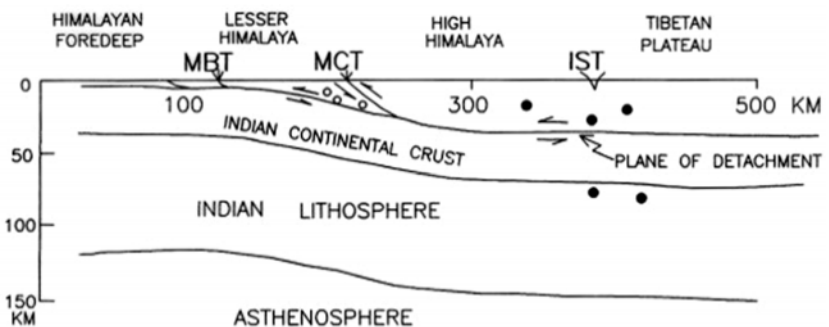 HIMALAYAN FOREDEEP
LESSER HIMALAYA
HIGH HIMALAYA
TIBETAN PLATEAU
MBT
MCT
IST
0
100
300
500 KM
INDIAN CONTINENTAL CRUST
PLANE OF DETACHMENT
50
INDIAN LITHOSPHERE
100
150 KM
ASTHENOSPHERE